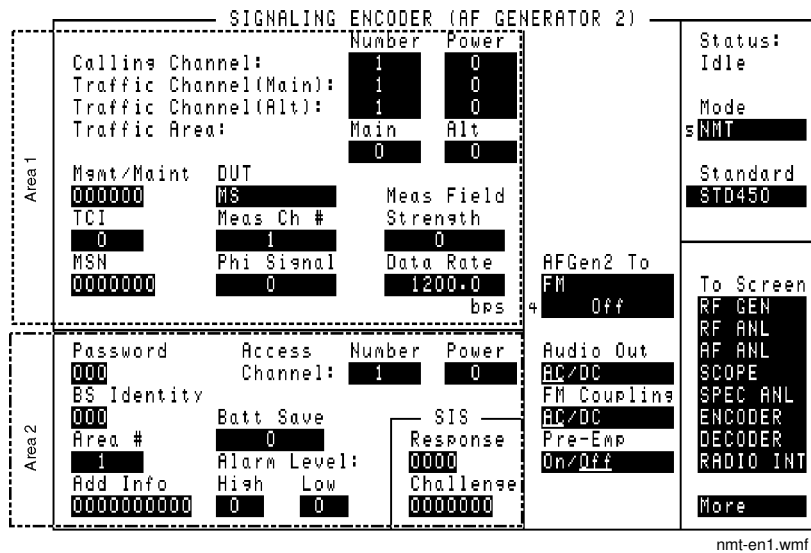 SIGNALING ENCODER (AF GENERATOR 2)
Number Power
Calling Channel: 1 0
Traffic Channel(Main): 1 0
Traffic Channel(Alt): 1 0
Traffic Area: Main Alt
0 0
Mgmt/Maint DUT
000000 MS Meas Field
TCI Meas Ch # Strength
0 1 0
MSN Phi Signal Data Rate
0000000 0 1200.0
bps
Area 1
Password Access Number Power
000 Channel: 1 0
BS Identity
000 Batt Save SIS
Area # 0 Response
1 Alarm Level: 0000
Add Info High Low Challenge
0000000000 0 0 0000000
Area 2
AFGen2 To
FM
4 Off
Audio Out
AC/DC
FM Coupling
AC/DC
Pre-Emp
On/Off
Status:
Idle
Mode
5 NMT
Standard
STD450
To Screen
RF GEN
RF ANL
AF ANL
SCOPE
SPEC ANL
ENCODER
DECODER
RADIO INT
More
nmt-en1.wmf